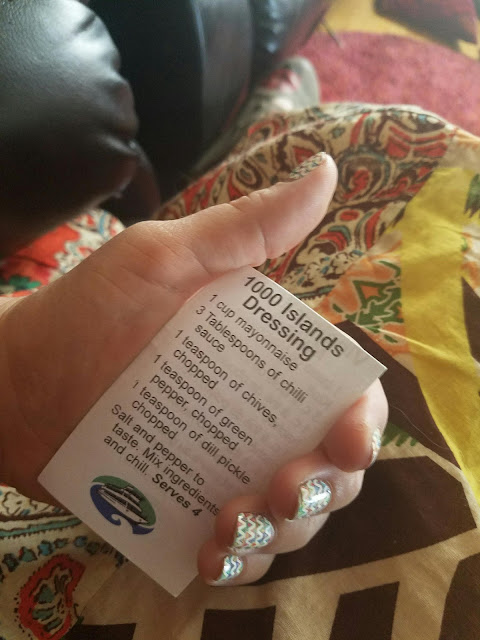 1000 Islands
Dressing
1 cup mayonnaise
3 Tablespoons of chilli
sauce
1 teaspoon of chives,
chopped
1 teaspoon of green
pepper, chopped
1 teaspoon of dill pickle
chopped
Salt and pepper to
taste. Mix ingredients
and chill. Serves 4